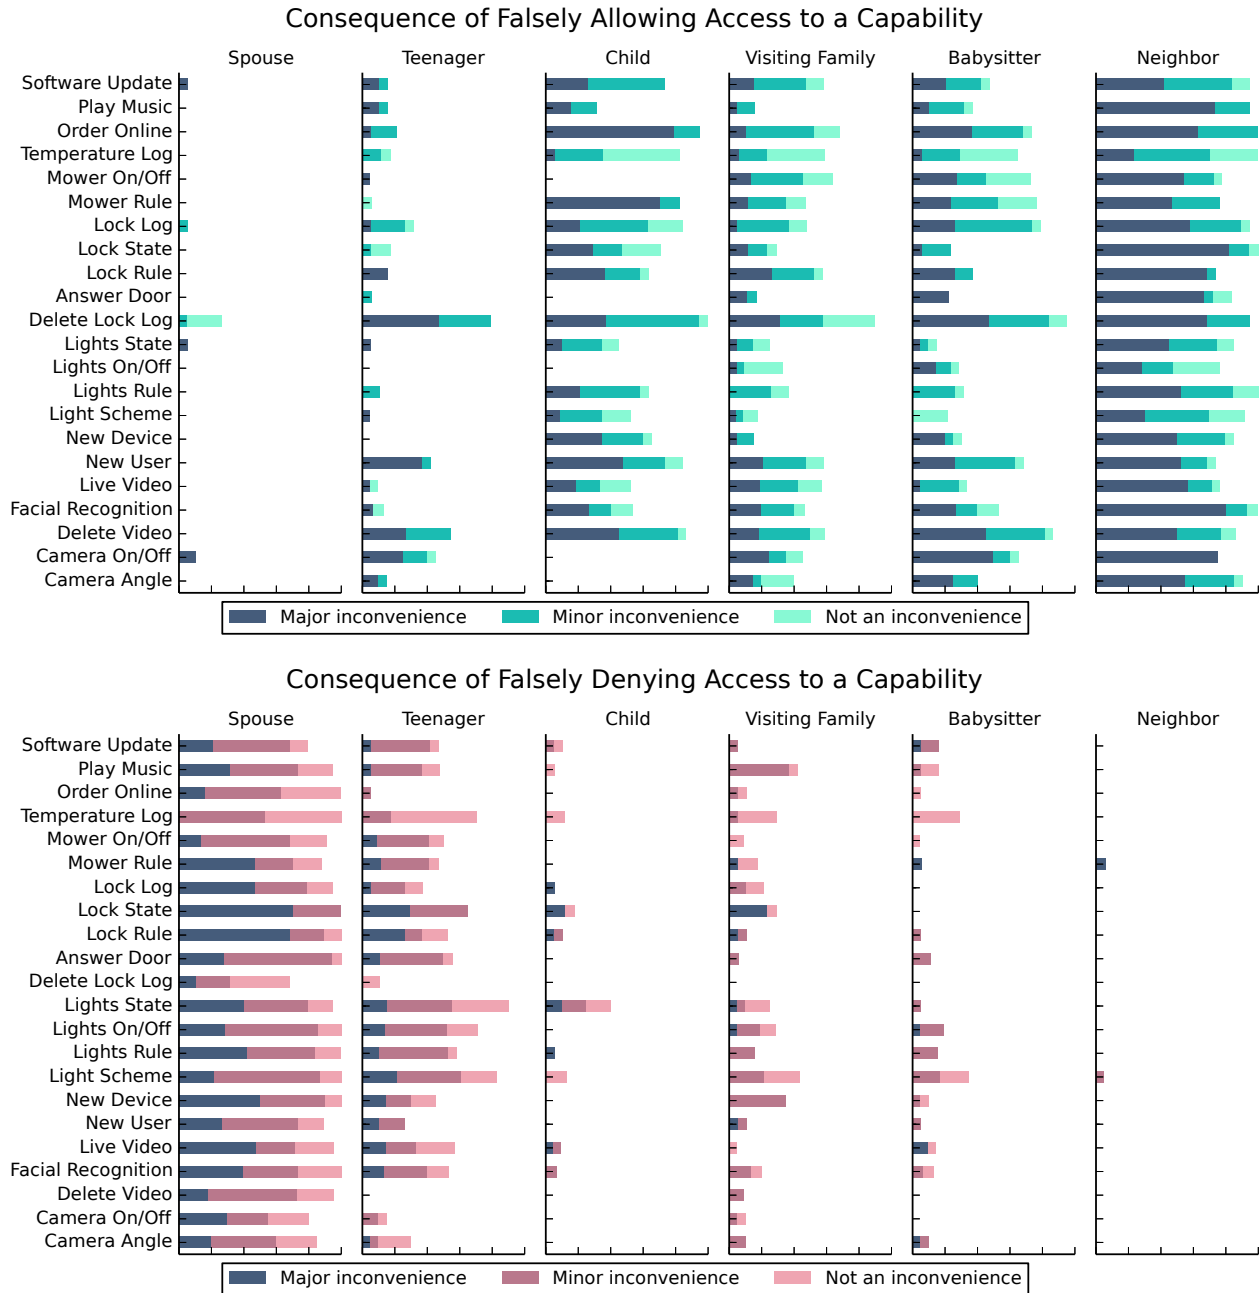 Consequence of Falsely Allowing Access to a Capability
Spouse Teenager Child Visiting Family Babysitter Neighbor
Software Update
Play Music
Order Online
Temperature Log
Mower On/Off
Mower Rule
Lock Log
Lock State
Lock Rule
Answer Door
Delete Lock Log
Lights State
Lights On/Off
Lights Rule
Light Scheme
New Device
New User
Live Video
Facial Recognition
Delete Video
Camera On/Off
Camera Angle
Major inconvenience Minor inconvenience Not an inconvenience
Consequence of Falsely Denying Access to a Capability
Spouse Teenager Child Visiting Family Babysitter Neighbor
Software Update
Play Music
Order Online
Temperature Log
Mower On/Off
Mower Rule
Lock Log
Lock State
Lock Rule
Answer Door
Delete Lock Log
Lights State
Lights On/Off
Lights Rule
Light Scheme
New Device
New User
Live Video
Facial Recognition
Delete Video
Camera On/Off
Camera Angle
Major inconvenience Minor inconvenience Not an inconvenience